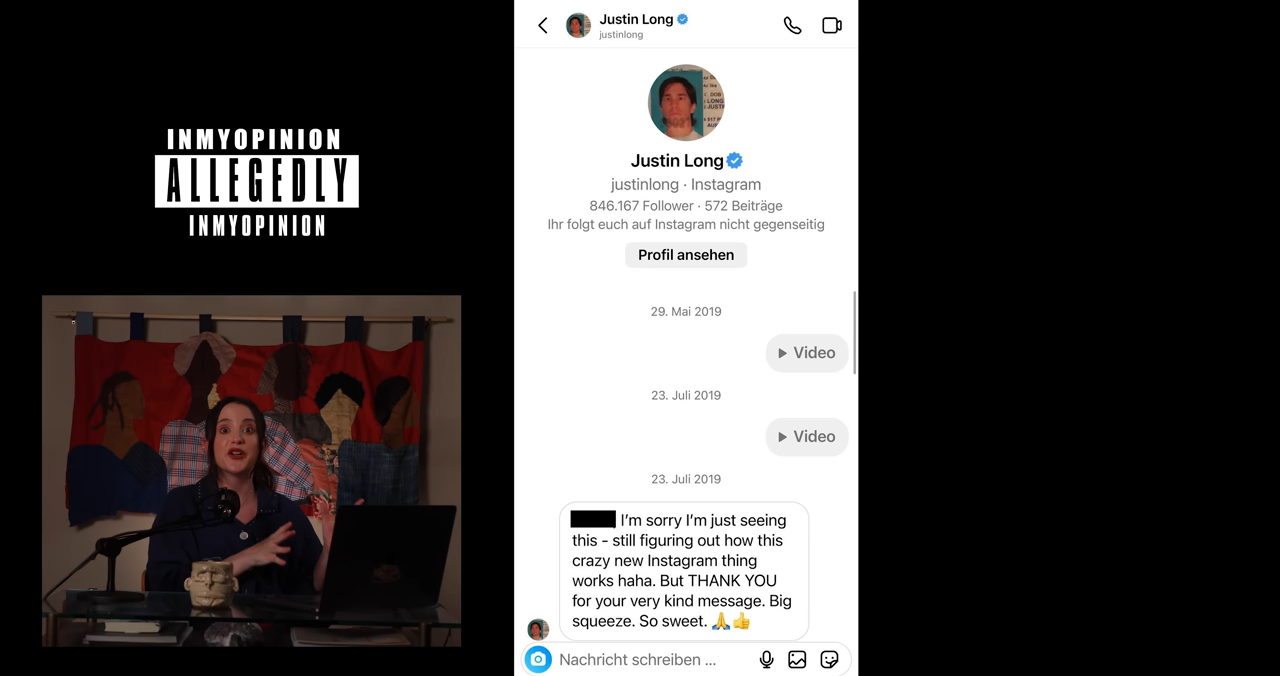 INMYOPINION
ALLEGEDLY
INMYOPINION
Justin Long
justinlong
Justin Long
justinlong · Instagram
846.167 Follower · 572 Beiträge
Ihr folgt euch auf Instagram nicht gegenseitig
Profil ansehen
29. Mai 2019
Video
23. Juli 2019
Video
23. Juli 2019
I'm sorry I'm just seeing
this - still figuring out how this
crazy new Instagram thing
works haha. But THANK YOU
for your very kind message. Big
squeeze. So sweet. 🙏👍
Nachricht schreiben ...